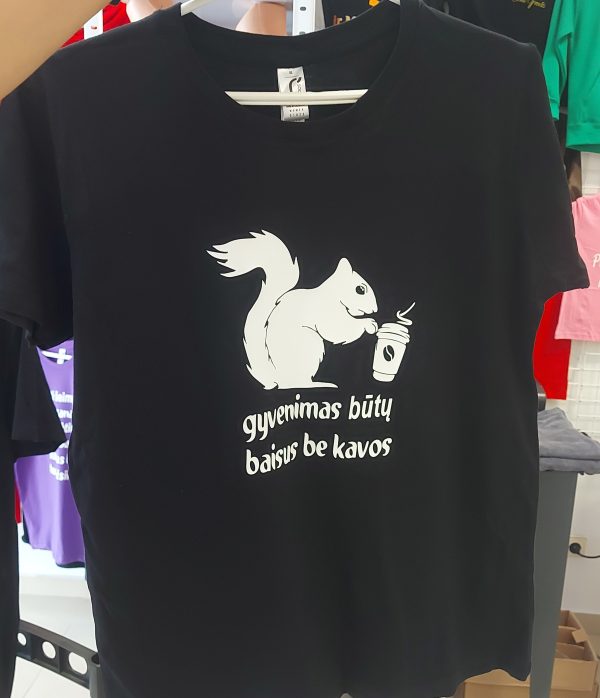 gyvenimas būtų
baisus be kavos